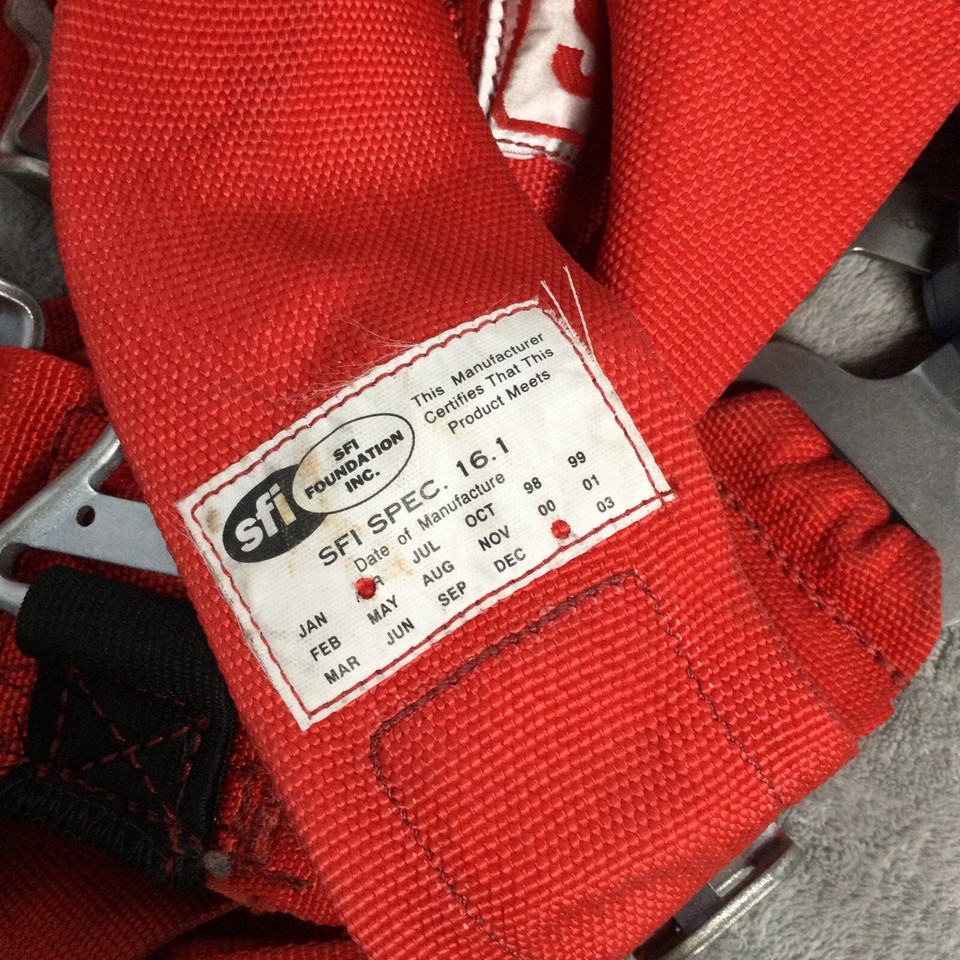 This Manufacturer
Certifies That This
Product Meets
sfi
SFI
FOUNDATION
INC.
SFI SPEC. 16.1
Date of Manufacture
JAN APR JUL OCT 98 99
FEB MAY AUG NOV 00 01
MAR JUN SEP DEC 03